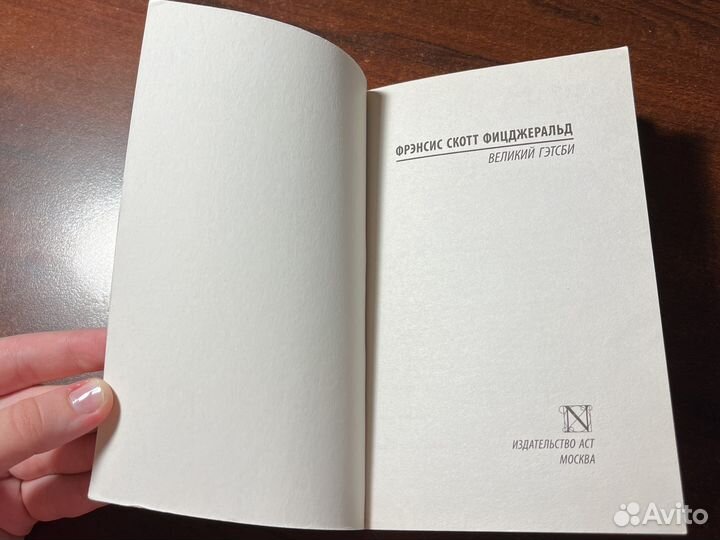 ФРЭНСИС СКОТТ ФИЦДЖЕРАЛЬД
ВЕЛИКИЙ ГЭТСБИ
N
ИЗДАТЕЛЬСТВО АСТ
МОСКВА
Avito